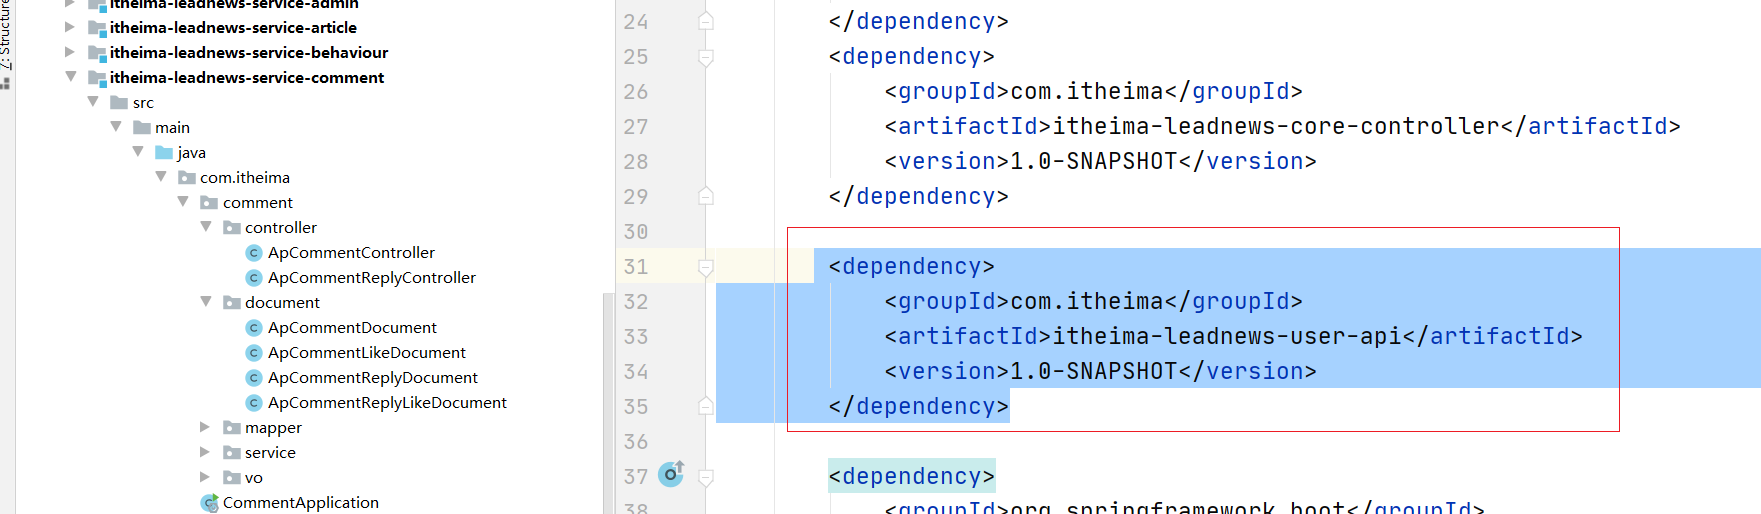 Z: Structure
itheima-leadnews-service-admin
itheima-leadnews-service-article
itheima-leadnews-service-behaviour
itheima-leadnews-service-comment
src
main
java
com.itheima
comment
controller
ApCommentController
ApCommentReplyController
document
ApCommentDocument
ApCommentLikeDocument
ApCommentReplyDocument
ApCommentReplyLikeDocument
mapper
service
vo
CommentApplication
24 </dependency>
25 <dependency>
26 <groupId>com.itheima</groupId>
27 <artifactId>itheima-leadnews-core-controller</artifactId>
28 <version>1.0-SNAPSHOT</version>
29 </dependency>
30
31 <dependency>
32 <groupId>com.itheima</groupId>
33 <artifactId>itheima-leadnews-user-api</artifactId>
34 <version>1.0-SNAPSHOT</version>
35 </dependency>
36
37 <dependency>
38 <groupId>org.springframework.boot</groupId>